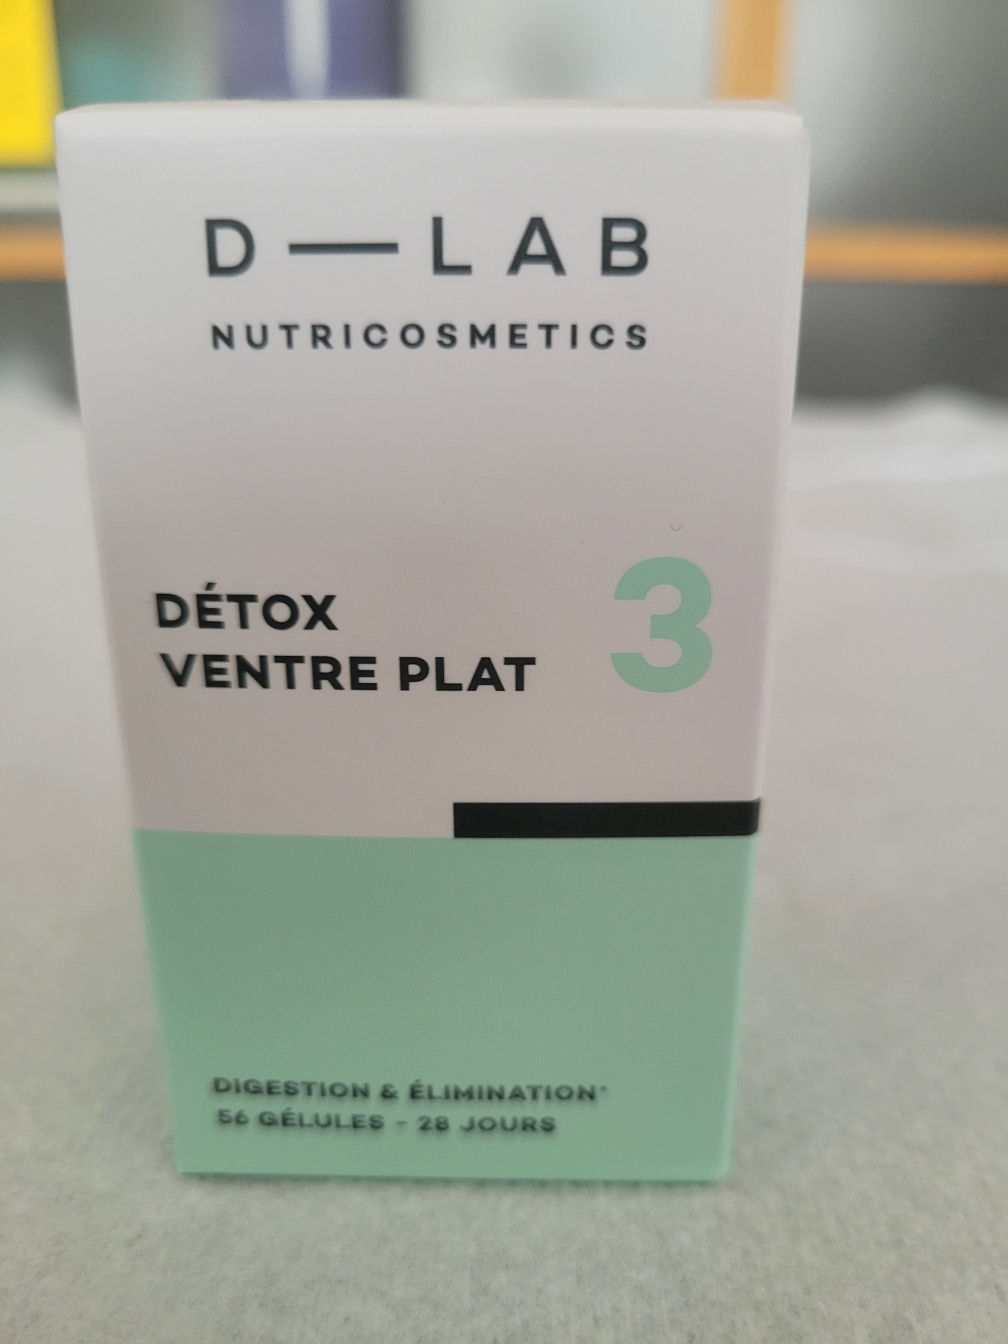 D—LAB
NUTRICOSMETICS
DÉTOX
VENTRE PLAT
3
DIGESTION & ÉLIMINATION*
56 GÉLULES - 28 JOURS